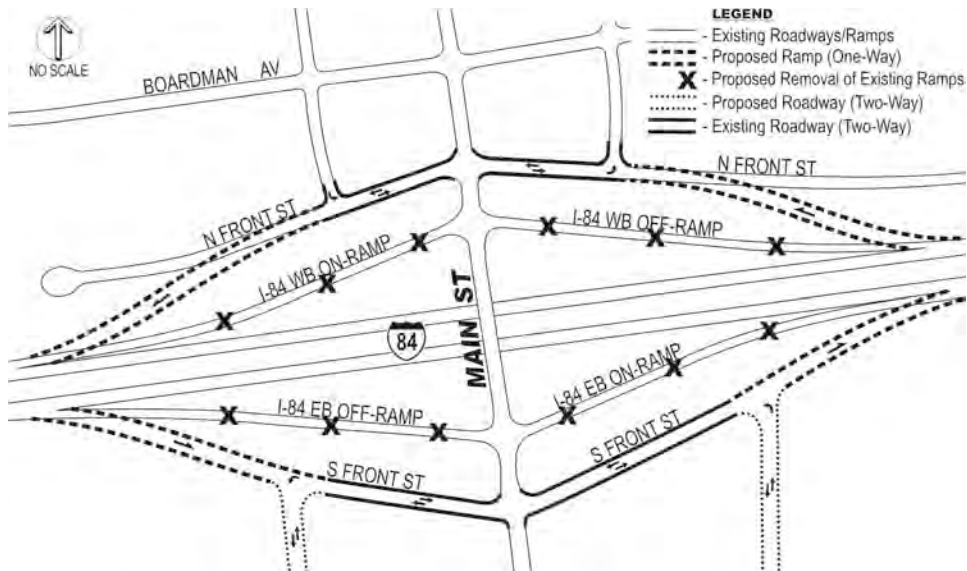 NO SCALE
BOARDMAN AV
LEGEND
- Existing Roadways/Ramps
- Proposed Ramp (One-Way)
X - Proposed Removal of Existing Ramps
- Proposed Roadway (Two-Way)
- Existing Roadway (Two-Way)
N FRONT ST
N FRONT ST
I-84 WB OFF-RAMP
I-84 WB ON-RAMP
MAIN ST
84
I-84 EB ON-RAMP
I-84 EB OFF-RAMP
S FRONT ST
S FRONT ST